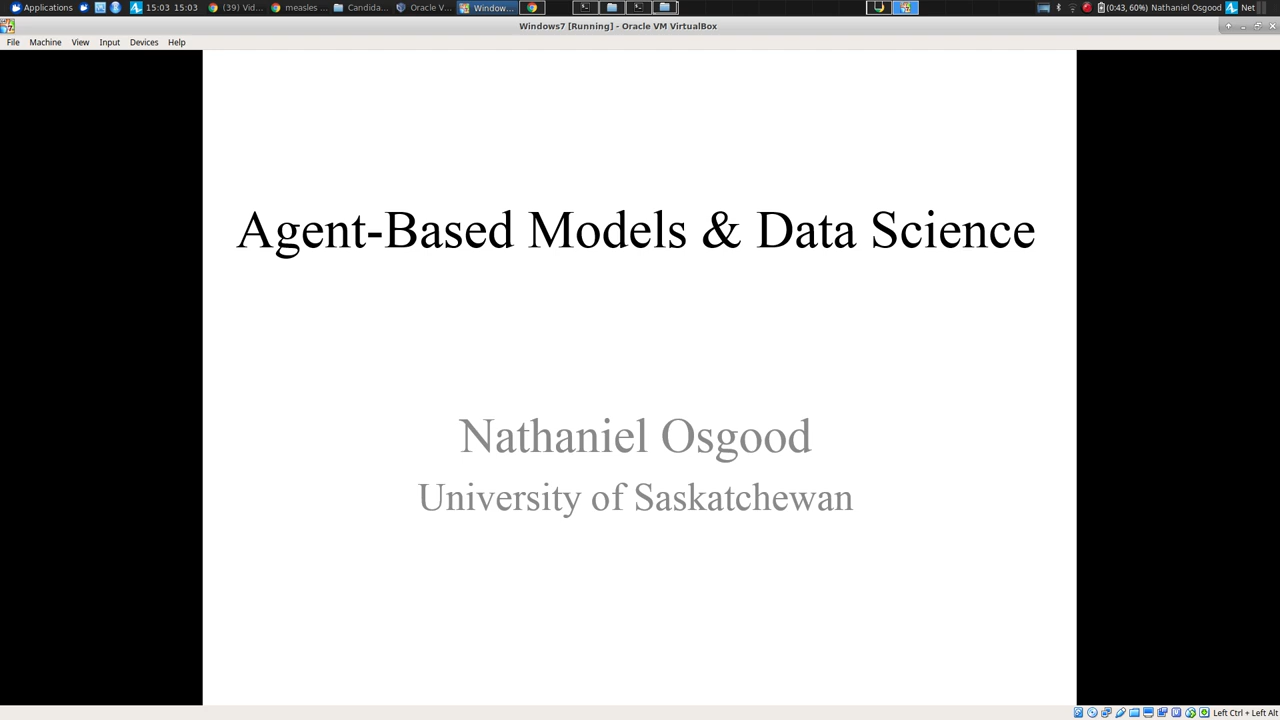 Applications
15:03 15:03
(39) Vid...
measles ...
Candida...
Oracle V...
Window...
(0:43, 60%)
Nathaniel Osgood
Net
Windows7 [Running] - Oracle VM VirtualBox
File Machine View Input Devices Help
Agent-Based Models & Data Science
Nathaniel Osgood
University of Saskatchewan
Left Ctrl + Left Alt